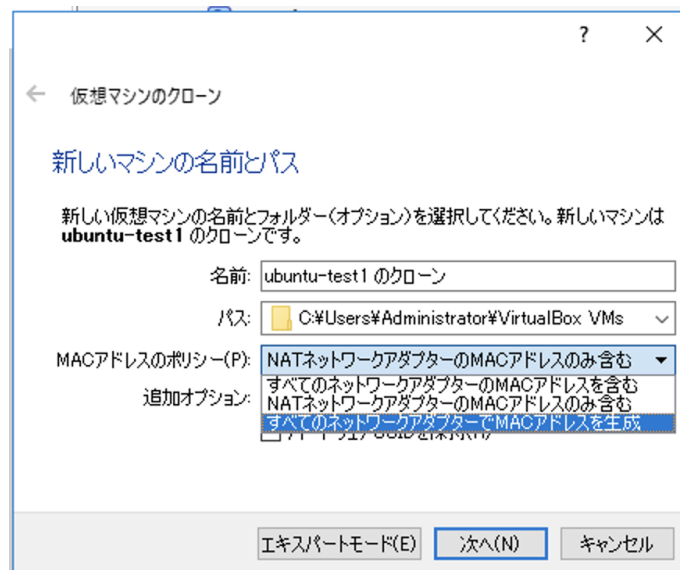 ?
仮想マシンのクローン
新しいマシンの名前とパス
新しい仮想マシンの名前とフォルダー(オプション)を選択してください。新しいマシンは
ubuntu-test1 のクローンです。
名前: ubuntu-test1 のクローン
パス: C:¥Users¥Administrator¥VirtualBox VMs
MACアドレスのポリシー(P): NATネットワークアダプターのMACアドレスのみ含む
すべてのネットワークアダプターのMACアドレスを含む
追加オプション: NATネットワークアダプターのMACアドレスのみ含む
すべてのネットワークアダプターでMACアドレスを生成
エキスパートモード(E) 次へ(N) キャンセル